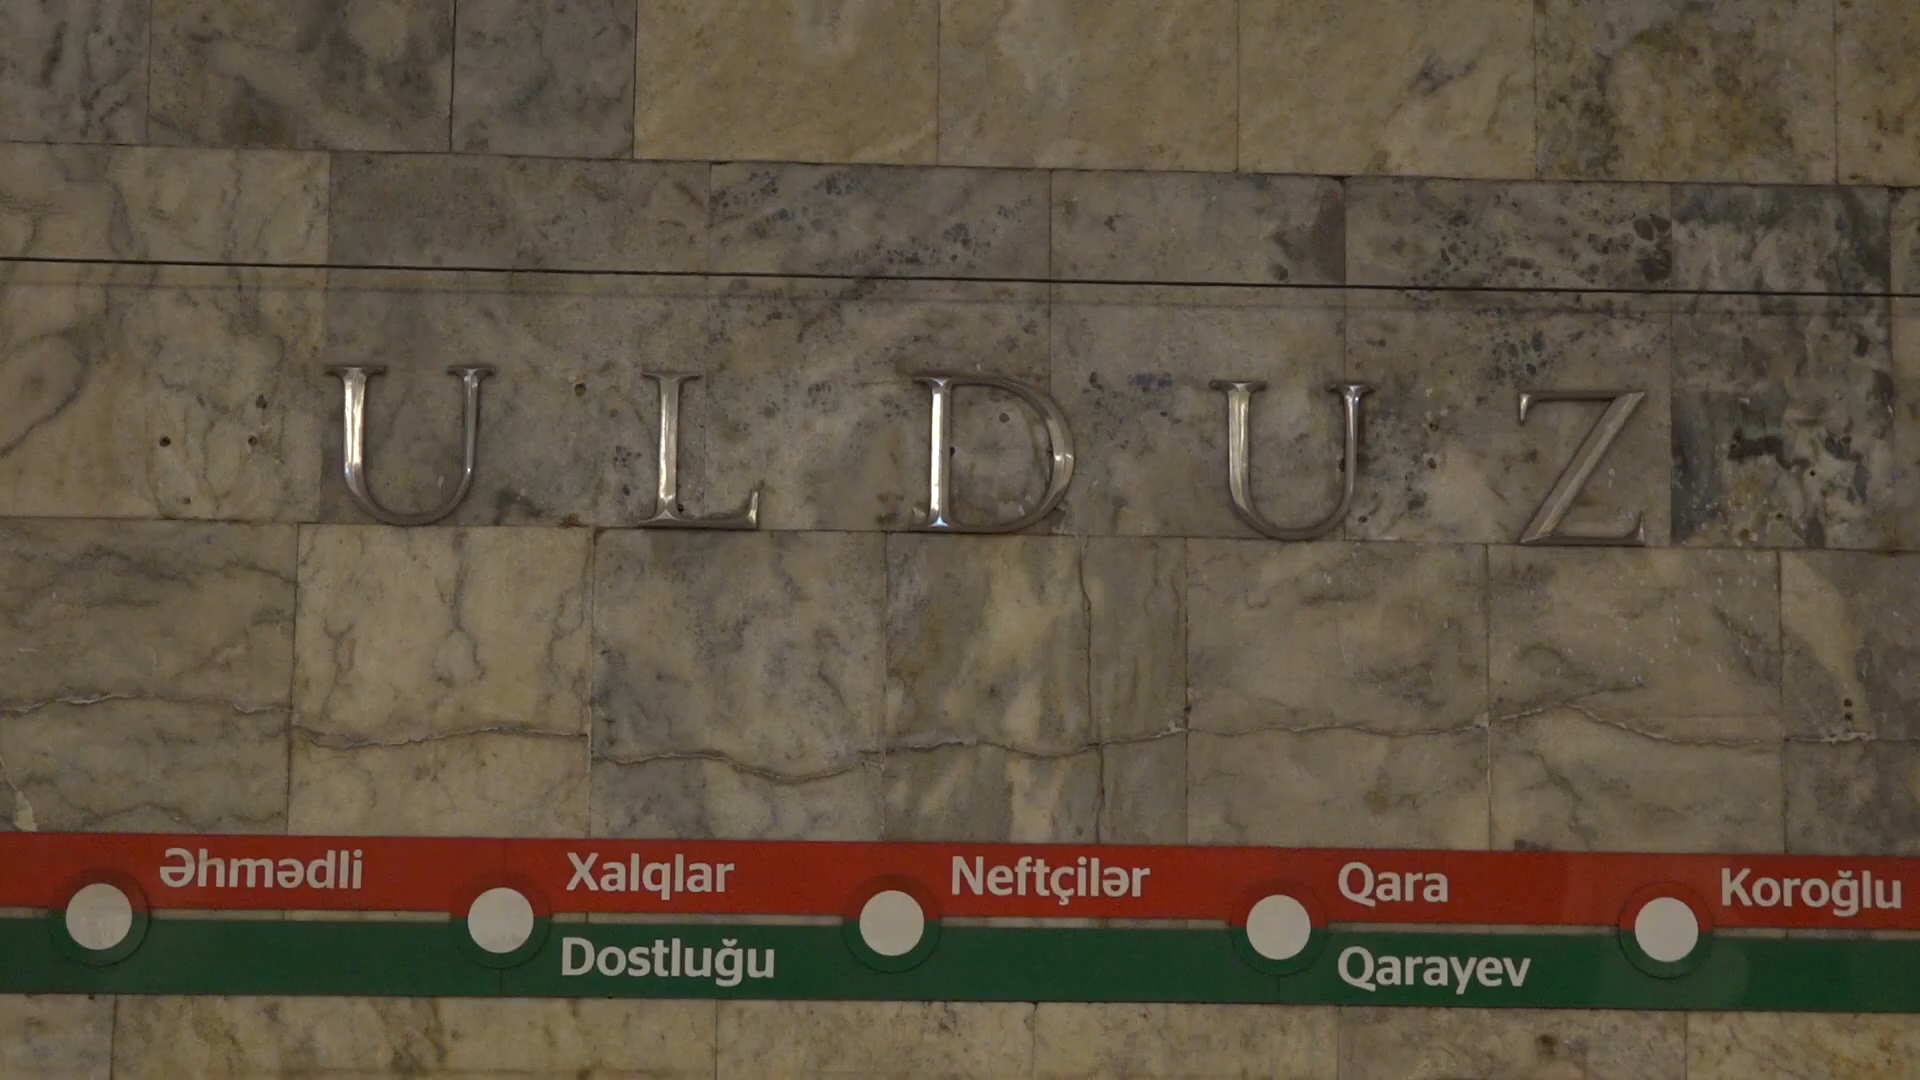 ULDUZ
Əhmədli
Xalqlar
Dostluğu
Neftçilər
Qara
Qarayev
Koroğlu